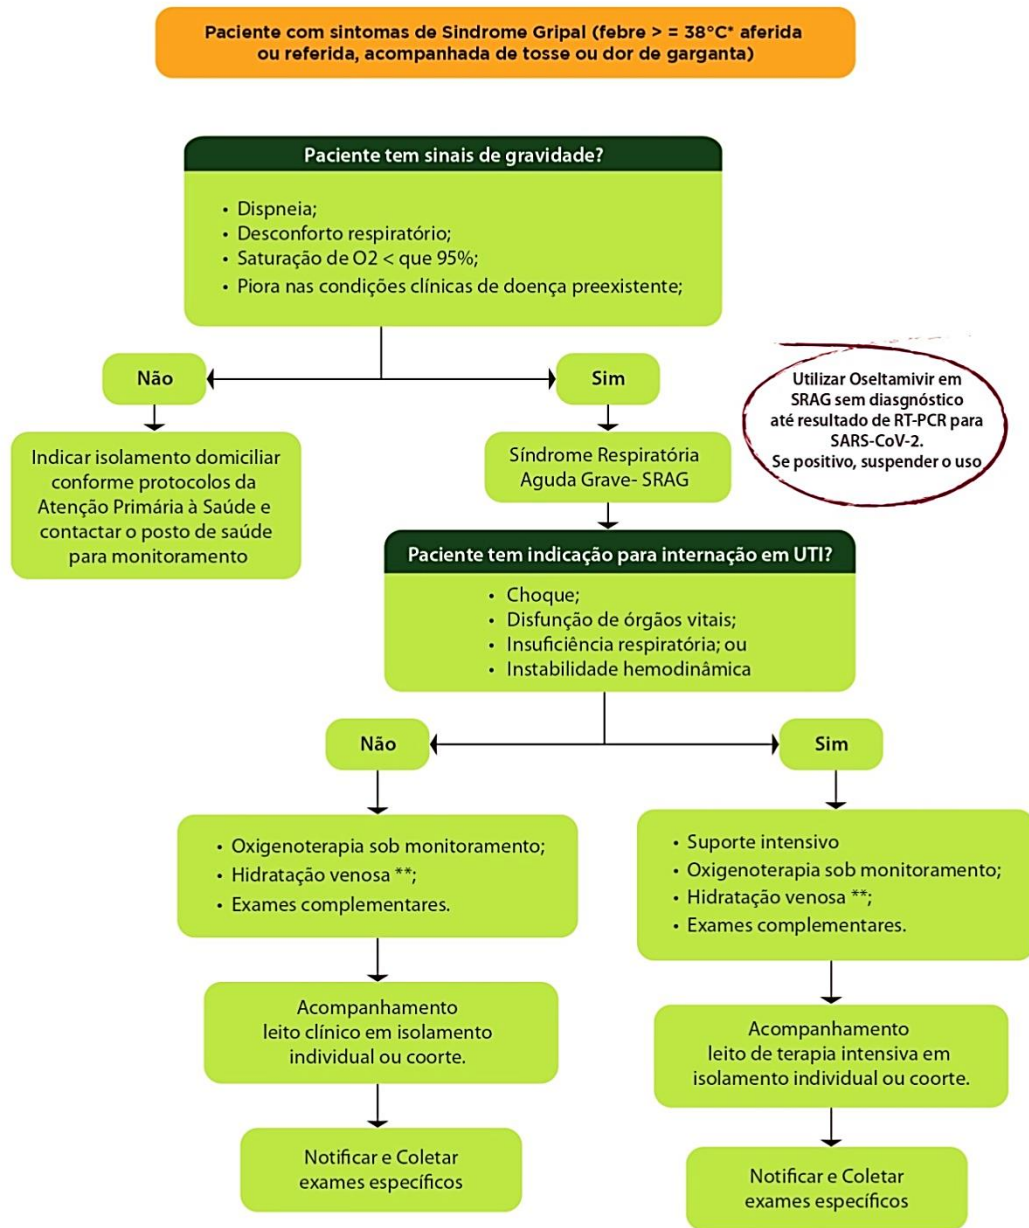 Paciente com sintomas de Sindrome Gripal (febre > = 38°C* aferida
ou referida, acompanhada de tosse ou dor de garganta)
Paciente tem sinais de gravidade?
• Dispneia;
• Desconforto respiratório;
• Saturação de O2 < que 95%;
• Piora nas condições clínicas de doença preexistente;
Não
Sim
Utilizar Oseltamivir em
SRAG sem diasgnóstico
até resultado de RT-PCR para
SARS-CoV-2.
Se positivo, suspender o uso
Indicar isolamento domiciliar
conforme protocolos da
Atenção Primária à Saúde e
contactar o posto de saúde
para monitoramento
Síndrome Respiratória
Aguda Grave- SRAG
Paciente tem indicação para internação em UTI?
• Choque;
• Disfunção de órgãos vitais;
• Insuficiência respiratória; ou
• Instabilidade hemodinâmica
Não
Sim
• Oxigenoterapia sob monitoramento;
• Hidratação venosa **;
• Exames complementares.
• Suporte intensivo
• Oxigenoterapia sob monitoramento;
• Hidratação venosa **;
• Exames complementares.
Acompanhamento
leito clínico em isolamento
individual ou coorte.
Acompanhamento
leito de terapia intensiva em
isolamento individual ou coorte.
Notificar e Coletar
exames específicos
Notificar e Coletar
exames específicos